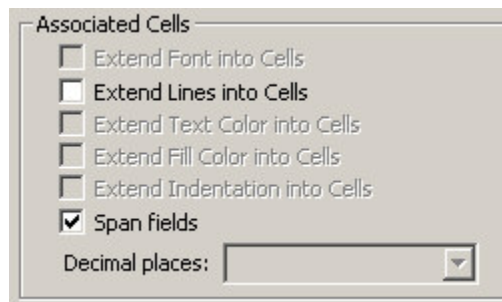 Associated Cells
Extend Font into Cells
Extend Lines into Cells
Extend Text Color into Cells
Extend Fill Color into Cells
Extend Indentation into Cells
Span fields
Decimal places: